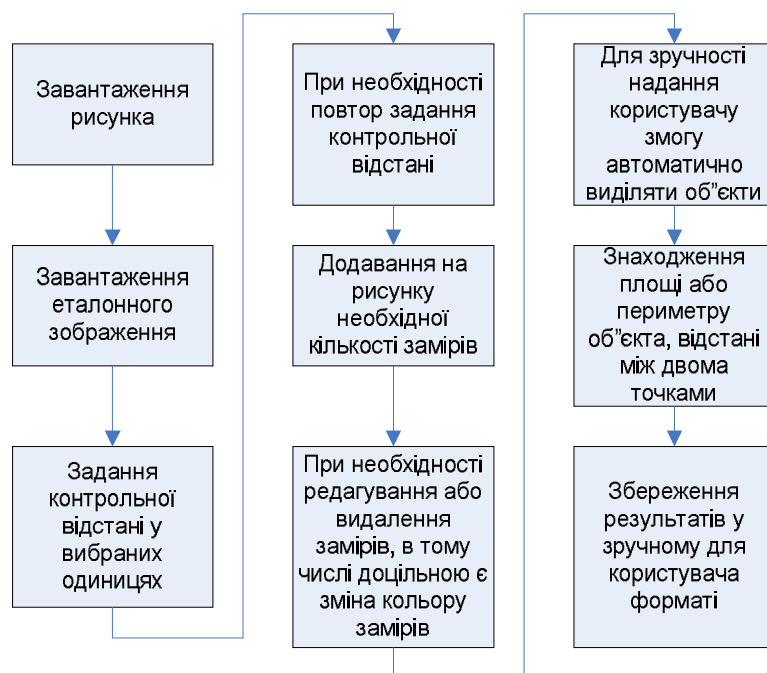 Завантаження
рисунка
Завантаження
еталонного
зображення
Задання
контрольної
відстані у
вибраних
одиницях
При необхідності
повтор задання
контрольної
відстані
Додавання на
рисунку
необхідної
кількості замірів
При необхідності
редагування або
видалення
замірів, в тому
числі доцільною є
зміна кольору
замірів
Для зручності
надання
користувачу
змогу
автоматично
виділяти об"єкти
Знаходження
площі або
периметру
об"єкта, відстані
між двома
точками
Збереження
результатів у
зручному для
користувача
форматі